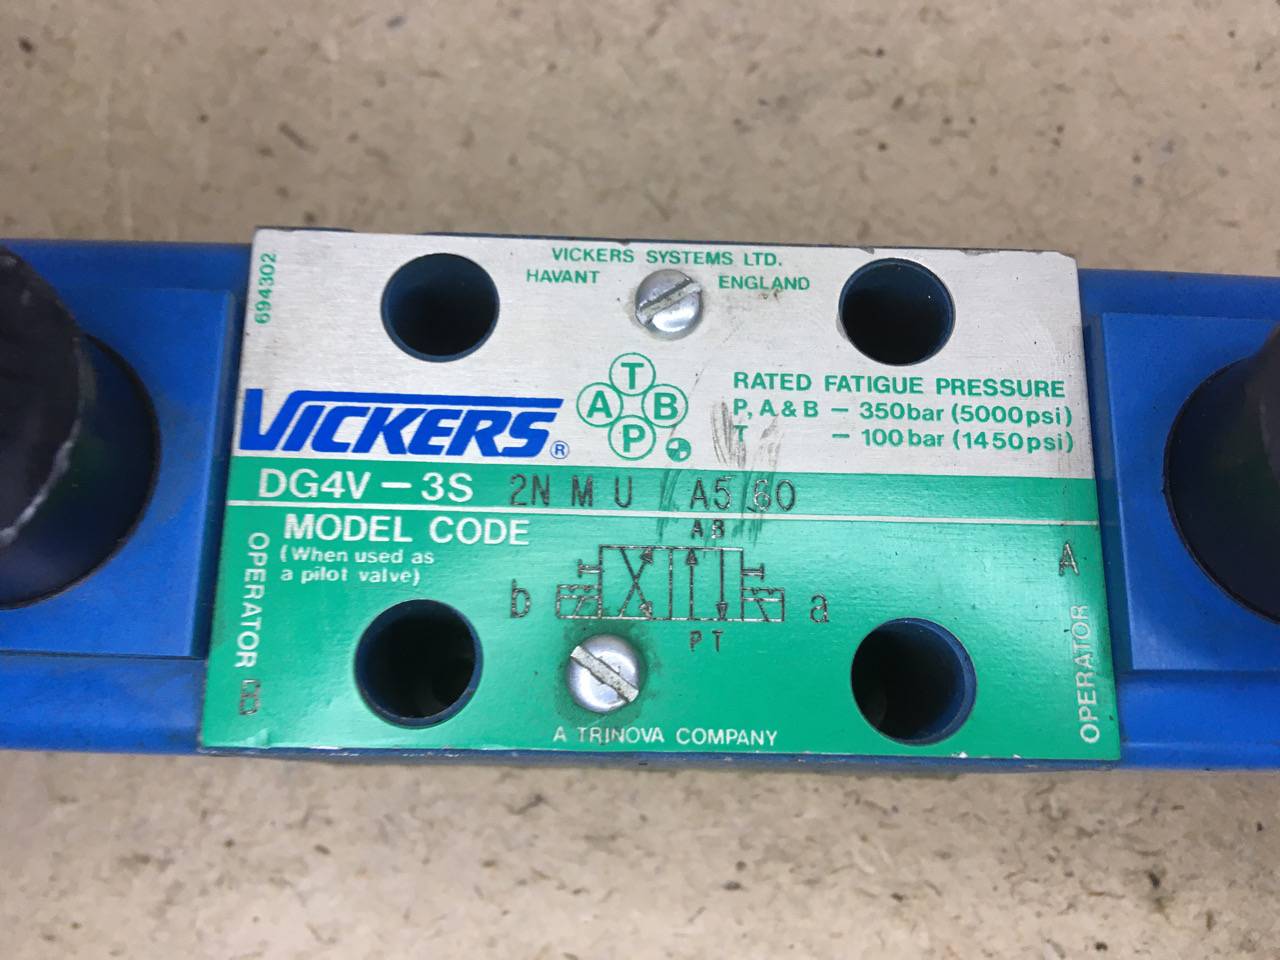 694302
VICKERS SYSTEMS LTD.
HAVANT ENGLAND
VICKERS®
T
A B
P
RATED FATIGUE PRESSURE
P, A & B – 350bar (5000psi)
T – 100bar (1450psi)
DG4V – 3S 2N M U A5 60
MODEL CODE
(When used as
a pilot valve)
A B
b a
P T
OPERATOR B
OPERATOR A
A TRINOVA COMPANY